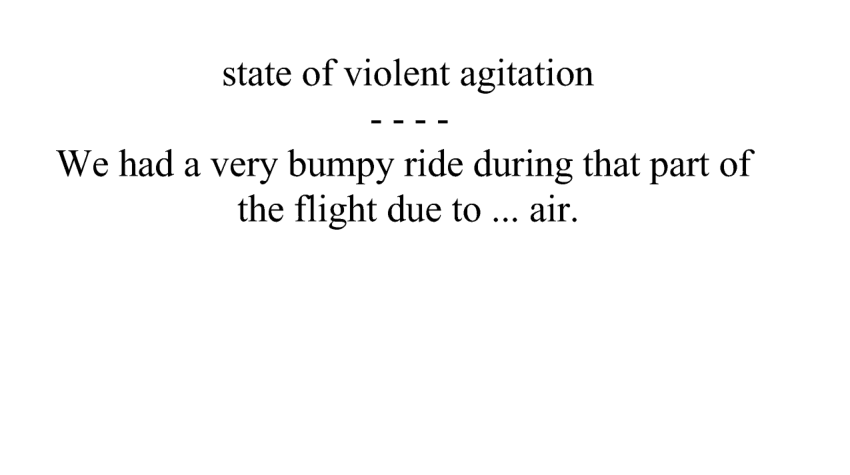 state of violent agitation
- - - -
We had a very bumpy ride during that part of
the flight due to ... air.